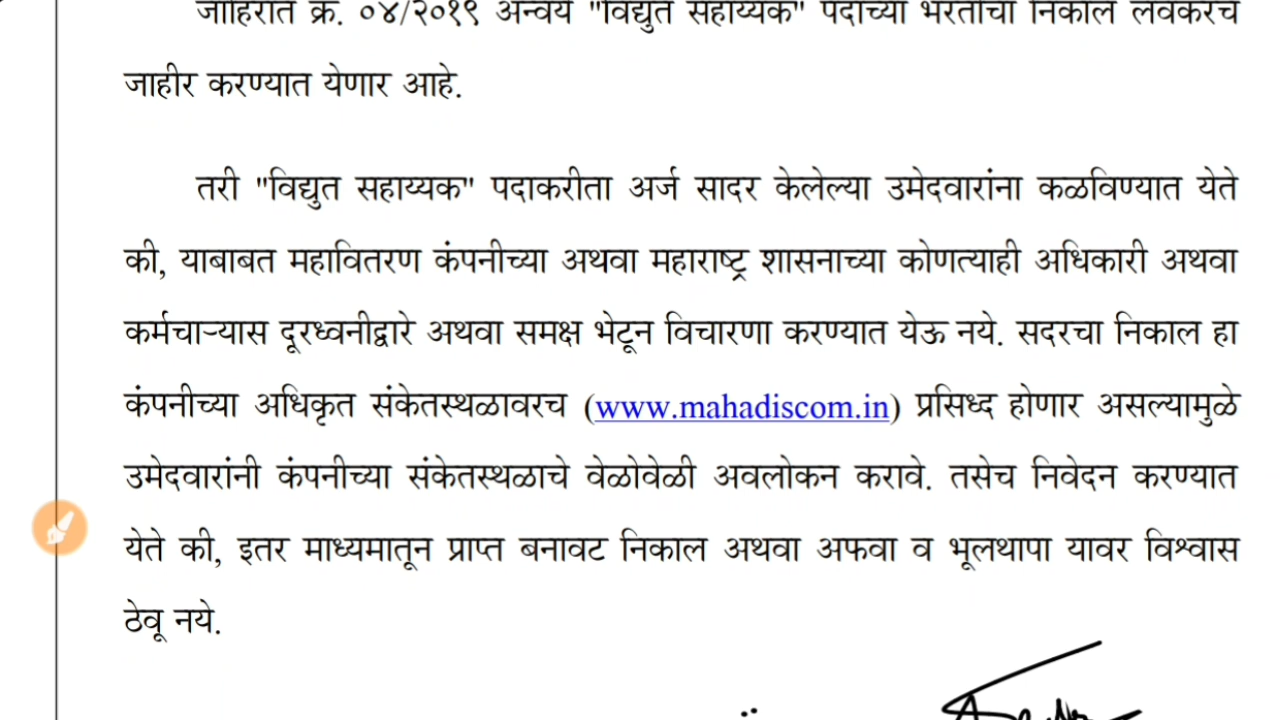 जाहिरात क्र. ०४/२०१९ अन्वये "विद्युत सहाय्यक" पदाच्या भरतीचा निकाल लवकरच
जाहीर करण्यात येणार आहे.
तरी "विद्युत सहाय्यक" पदाकरीता अर्ज सादर केलेल्या उमेदवारांना कळविण्यात येते
की, याबाबत महावितरण कंपनीच्या अथवा महाराष्ट्र शासनाच्या कोणत्याही अधिकारी अथवा
कर्मचाऱ्यास दूरध्वनीद्वारे अथवा समक्ष भेटून विचारणा करण्यात येऊ नये. सदरचा निकाल हा
कंपनीच्या अधिकृत संकेतस्थळावरच (www.mahadiscom.in) प्रसिध्द होणार असल्यामुळे
उमेदवारांनी कंपनीच्या संकेतस्थळाचे वेळोवेळी अवलोकन करावे. तसेच निवेदन करण्यात
येते की, इतर माध्यमातून प्राप्त बनावट निकाल अथवा अफवा व भूलथापा यावर विश्वास
ठेवू नये.